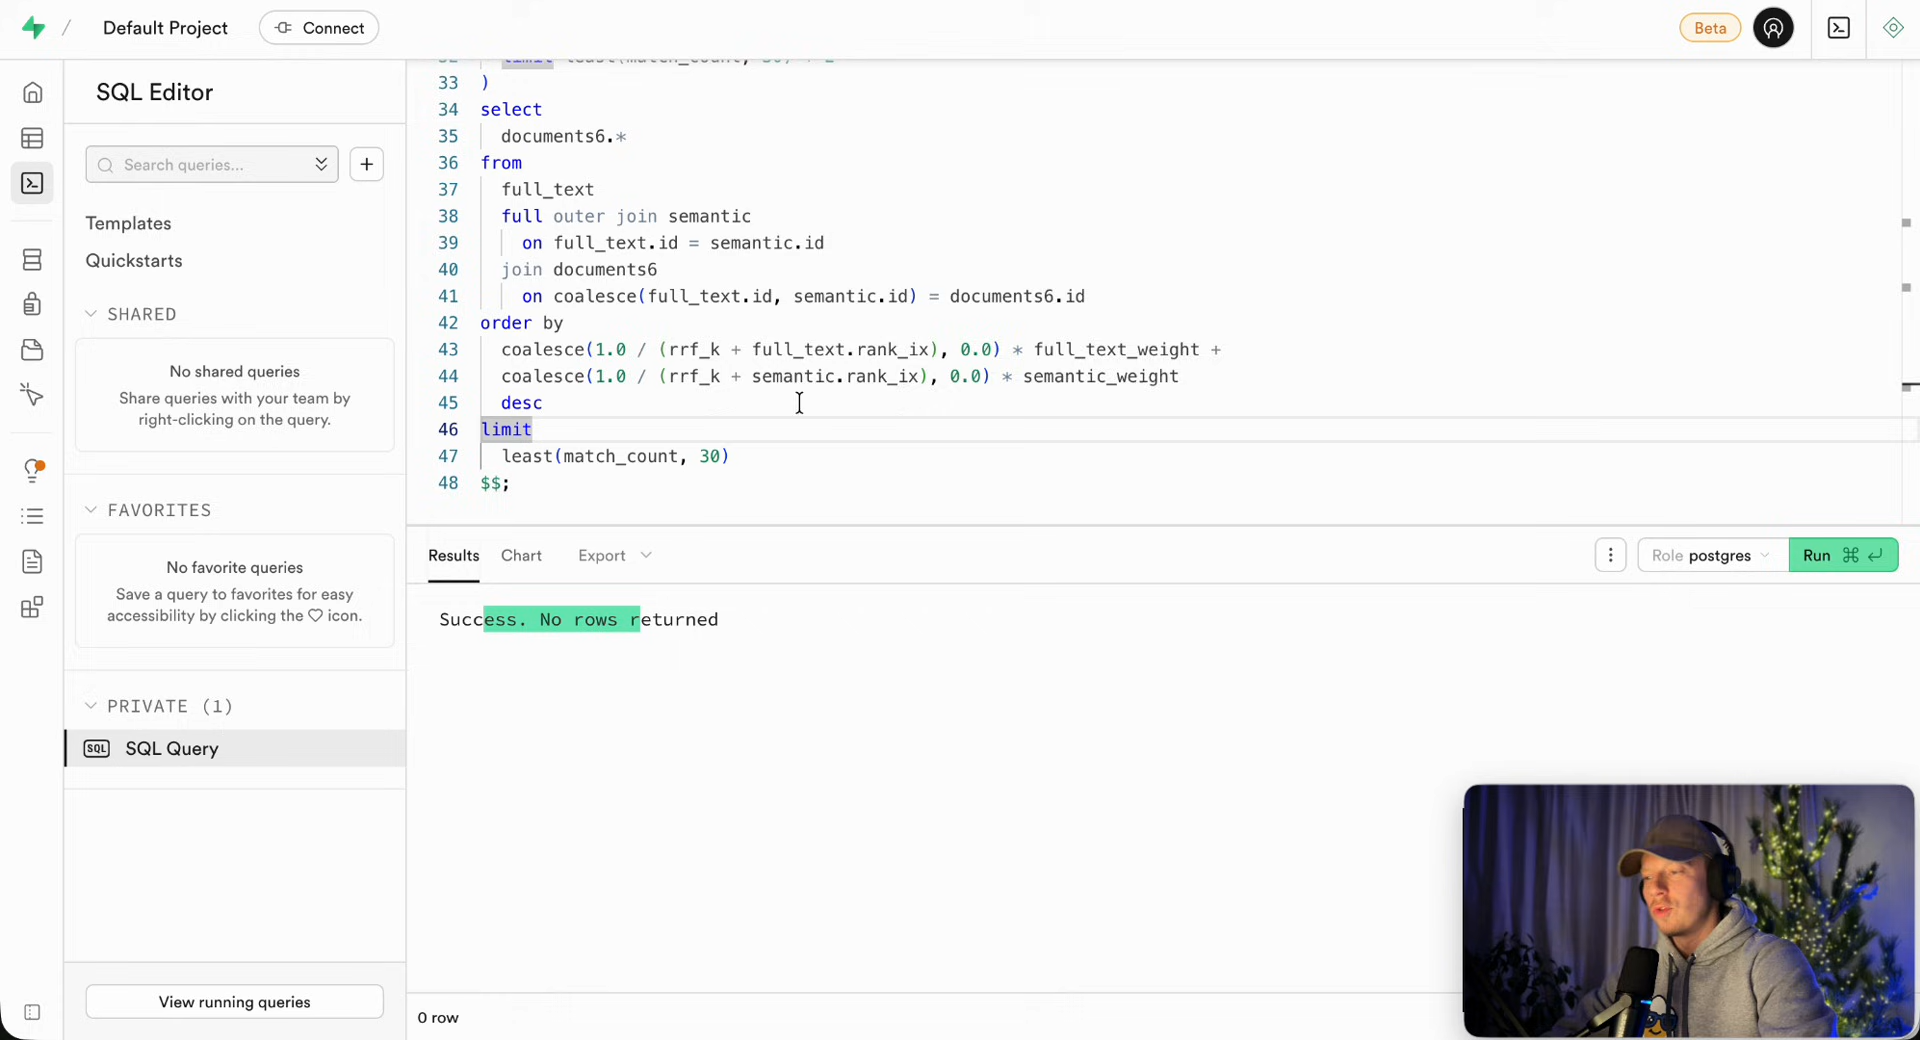 / Default Project Connect Beta
SQL Editor
Search queries... +
Templates
Quickstarts
SHARED
No shared queries
Share queries with your team by
right-clicking on the query.
FAVORITES
No favorite queries
Save a query to favorites for easy
accessibility by clicking the ♡ icon.
PRIVATE (1)
SQL SQL Query
View running queries
33 )
34 select
35 documents6.*
36 from
37 full_text
38 full outer join semantic
39 on full_text.id = semantic.id
40 join documents6
41 on coalesce(full_text.id, semantic.id) = documents6.id
42 order by
43 coalesce(1.0 / (rrf_k + full_text.rank_ix), 0.0) * full_text_weight +
44 coalesce(1.0 / (rrf_k + semantic.rank_ix), 0.0) * semantic_weight
45 desc
46 limit
47 least(match_count, 30)
48 $$;
Results Chart Export Role postgres Run ⌘ ↵
Success. No rows returned
0 row